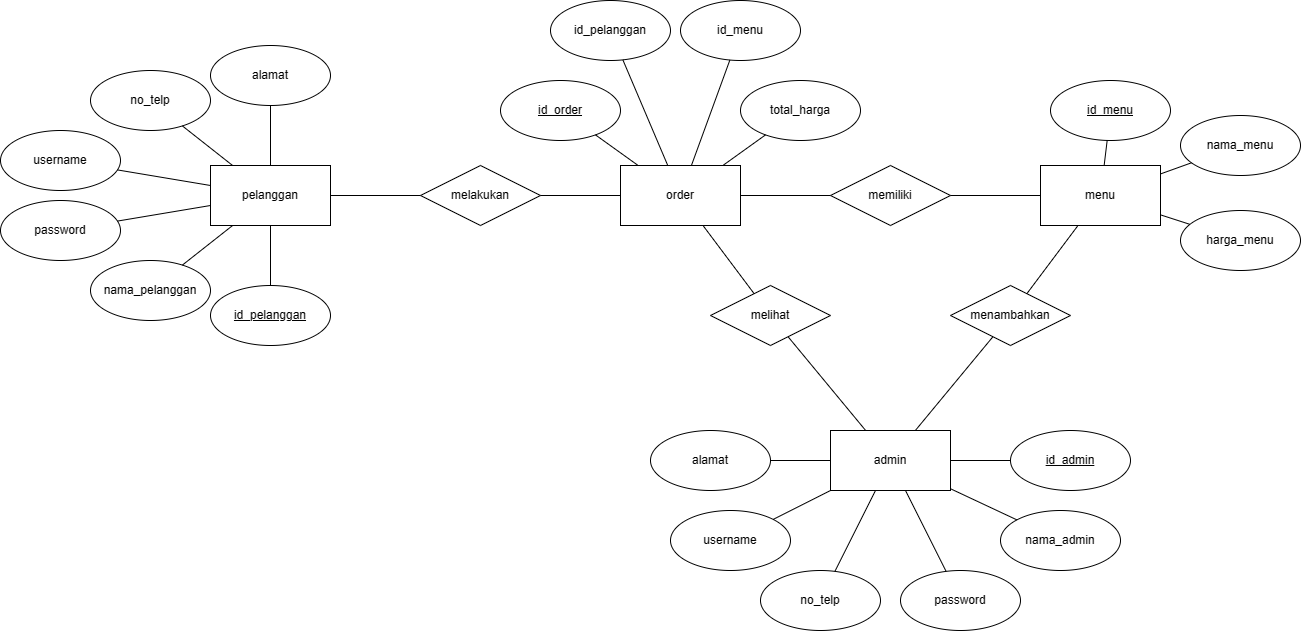 id_pelanggan
id_menu
alamat
no_telp
id_order
total_harga
id_menu
username
nama_menu
pelanggan
melakukan
order
memiliki
menu
password
harga_menu
nama_pelanggan
id_pelanggan
melihat
menambahkan
alamat
admin
id_admin
username
nama_admin
no_telp
password